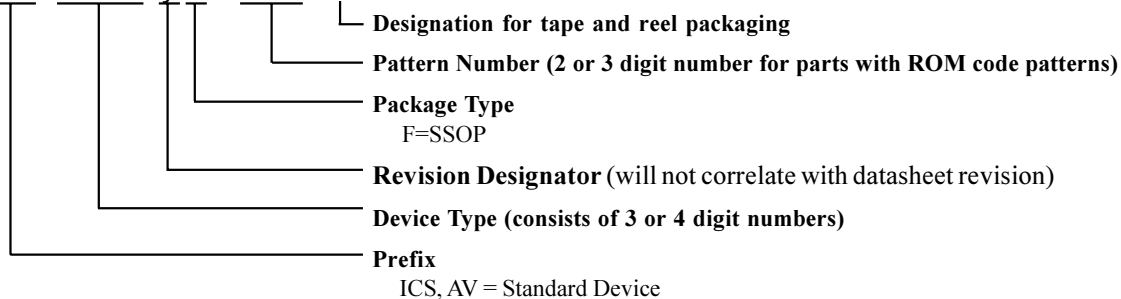 Designation for tape and reel packaging
Pattern Number (2 or 3 digit number for parts with ROM code patterns)
Package Type
F=SSOP
Revision Designator (will not correlate with datasheet revision)
Device Type (consists of 3 or 4 digit numbers)
Prefix
ICS, AV = Standard Device